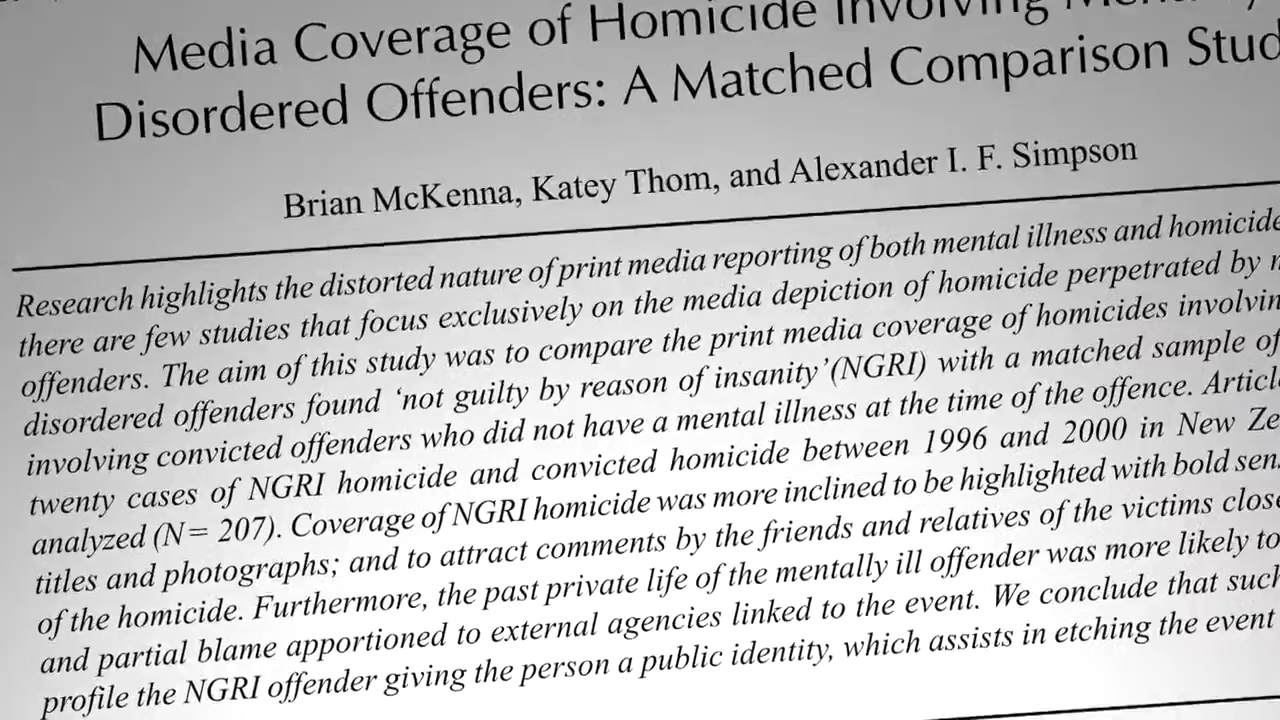 Media Coverage of Homicide Involving
Disordered Offenders: A Matched Comparison Stud
Brian McKenna, Katey Thom, and Alexander I. F. Simpson
Research highlights the distorted nature of print media reporting of both mental illness and homicide
there are few studies that focus exclusively on the media depiction of homicide perpetrated by
offenders. The aim of this study was to compare the print media coverage of homicides involvin
disordered offenders found ‘not guilty by reason of insanity’(NGRI) with a matched sample of
involving convicted offenders who did not have a mental illness at the time of the offence. Articl
twenty cases of NGRI homicide and convicted homicide between 1996 and 2000 in New Ze
analyzed (N= 207). Coverage of NGRI homicide was more inclined to be highlighted with bold sen
titles and photographs; and to attract comments by the friends and relatives of the victims close
of the homicide. Furthermore, the past private life of the mentally ill offender was more likely to
and partial blame apportioned to external agencies linked to the event. We conclude that such
profile the NGRI offender giving the person a public identity, which assists in etching the event